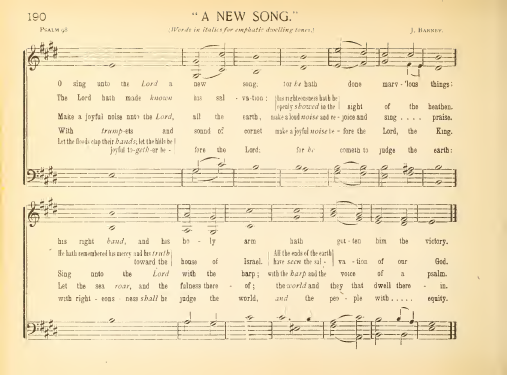 190
"A NEW SONG."
PSALM 98
(Words in italics for emphatic dwelling tones.)
J. BARNBY.
O sing unto the Lord a new song, for he hath done marv - 'lous things:
The Lord hath made known his sal - va - tion: his righteousness hath he openly showed in the sight of the heathen.
Make a joyful noise unto the Lord, all the earth, make a loud noise and re - joice and sing .... praise.
With trump-ets and sound of cornet make a joyful noise be - fore the Lord, the King.
Let the floods clap their hands; let the hills be
joyful to-geth-er be - fore the Lord; for he cometh to judge the earth:
his right hand, and his ho - ly arm hath got - ten him the victory.
He hath remembered his mercy and his truth
toward the house of Israel. All the ends of the earth have seen the sal - va - tion of our God.
Sing unto the Lord with the harp; with the harp and the voice of a psalm.
Let the sea roar, and the fulness there - of; the world and they that dwell there - in.
with right - eous - ness shall he judge the world, and the peo - ple with .... equity.